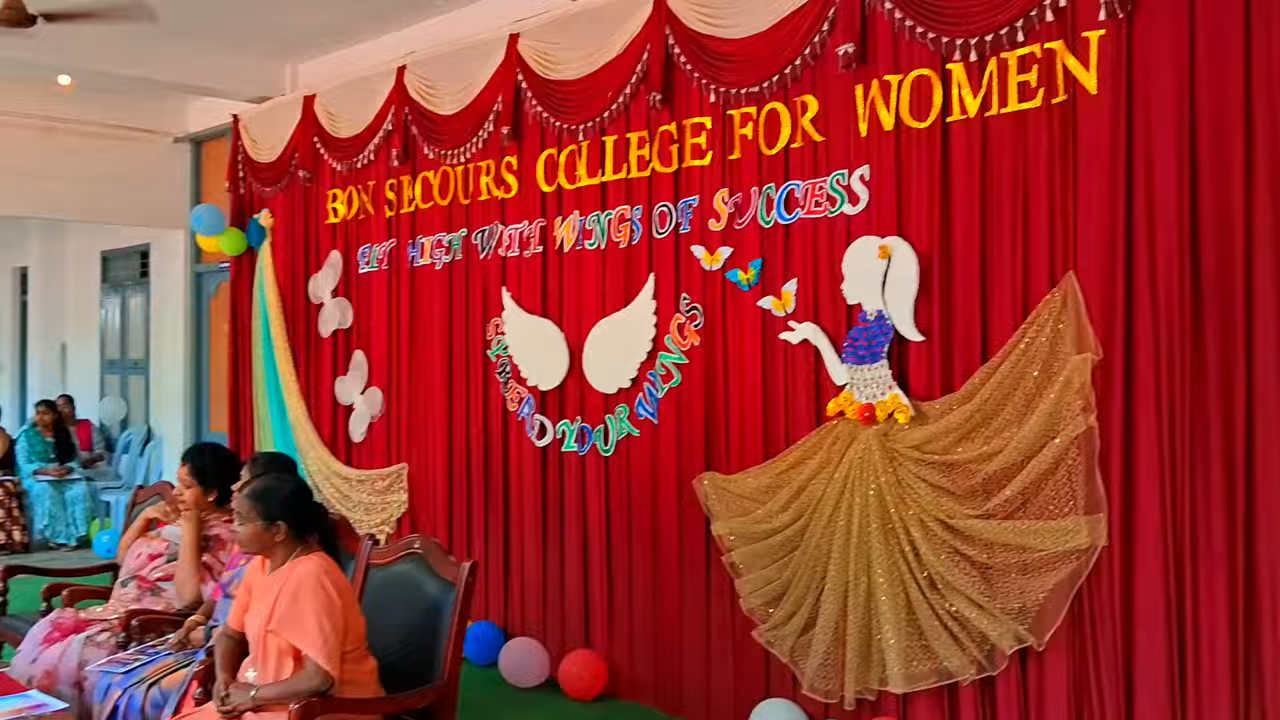 BON SECOURS COLLEGE FOR WOMEN
FLY HIGH WITH WINGS OF SUCCESS
SPREAD YOUR WINGS